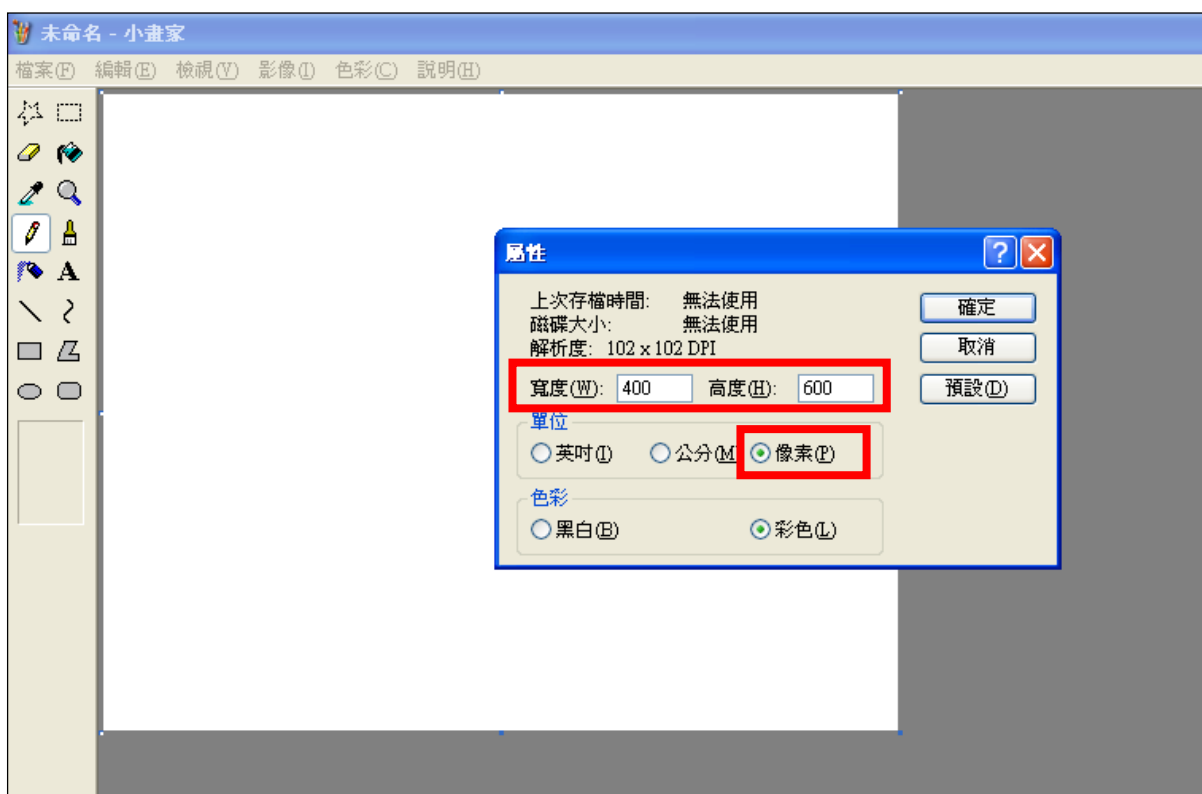 未命名 - 小畫家
檔案(F) 編輯(E) 檢視(V) 影像(I) 色彩(C) 說明(H)
A
屬性
上次存檔時間: 無法使用
磁碟大小: 無法使用
解析度: 102 x 102 DPI
寬度(W): 400 高度(H): 600
單位
英吋(I) 公分(M 像素(P)
色彩
黑白(B) 彩色(L)
確定
取消
預設(D)